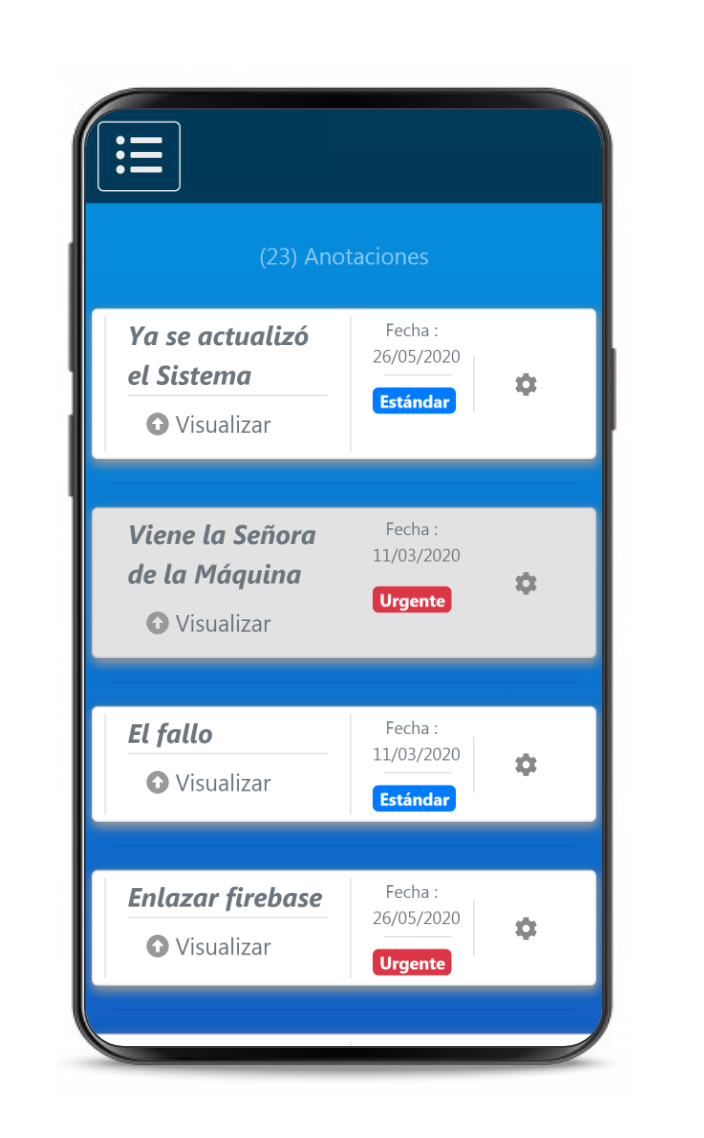 (23) Anotaciones
Ya se actualizó
el Sistema
Visualizar
Fecha :
26/05/2020
Estándar
Viene la Señora
de la Máquina
Visualizar
Fecha :
11/03/2020
Urgente
El fallo
Visualizar
Fecha :
11/03/2020
Estándar
Enlazar firebase
Visualizar
Fecha :
26/05/2020
Urgente